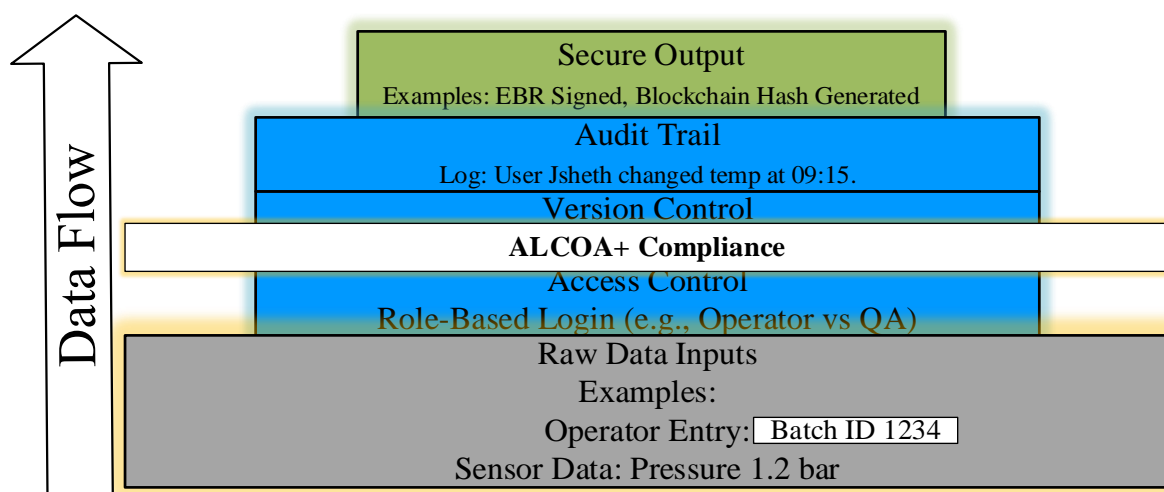 Secure Output
Examples: EBR Signed, Blockchain Hash Generated
Audit Trail
Log: User Jsheth changed temp at 09:15.
Version Control
ALCOA+ Compliance
Access Control
Role-Based Login (e.g., Operator vs QA)
Raw Data Inputs
Examples:
Operator Entry: Batch ID 1234
Sensor Data: Pressure 1.2 bar
Data Flow